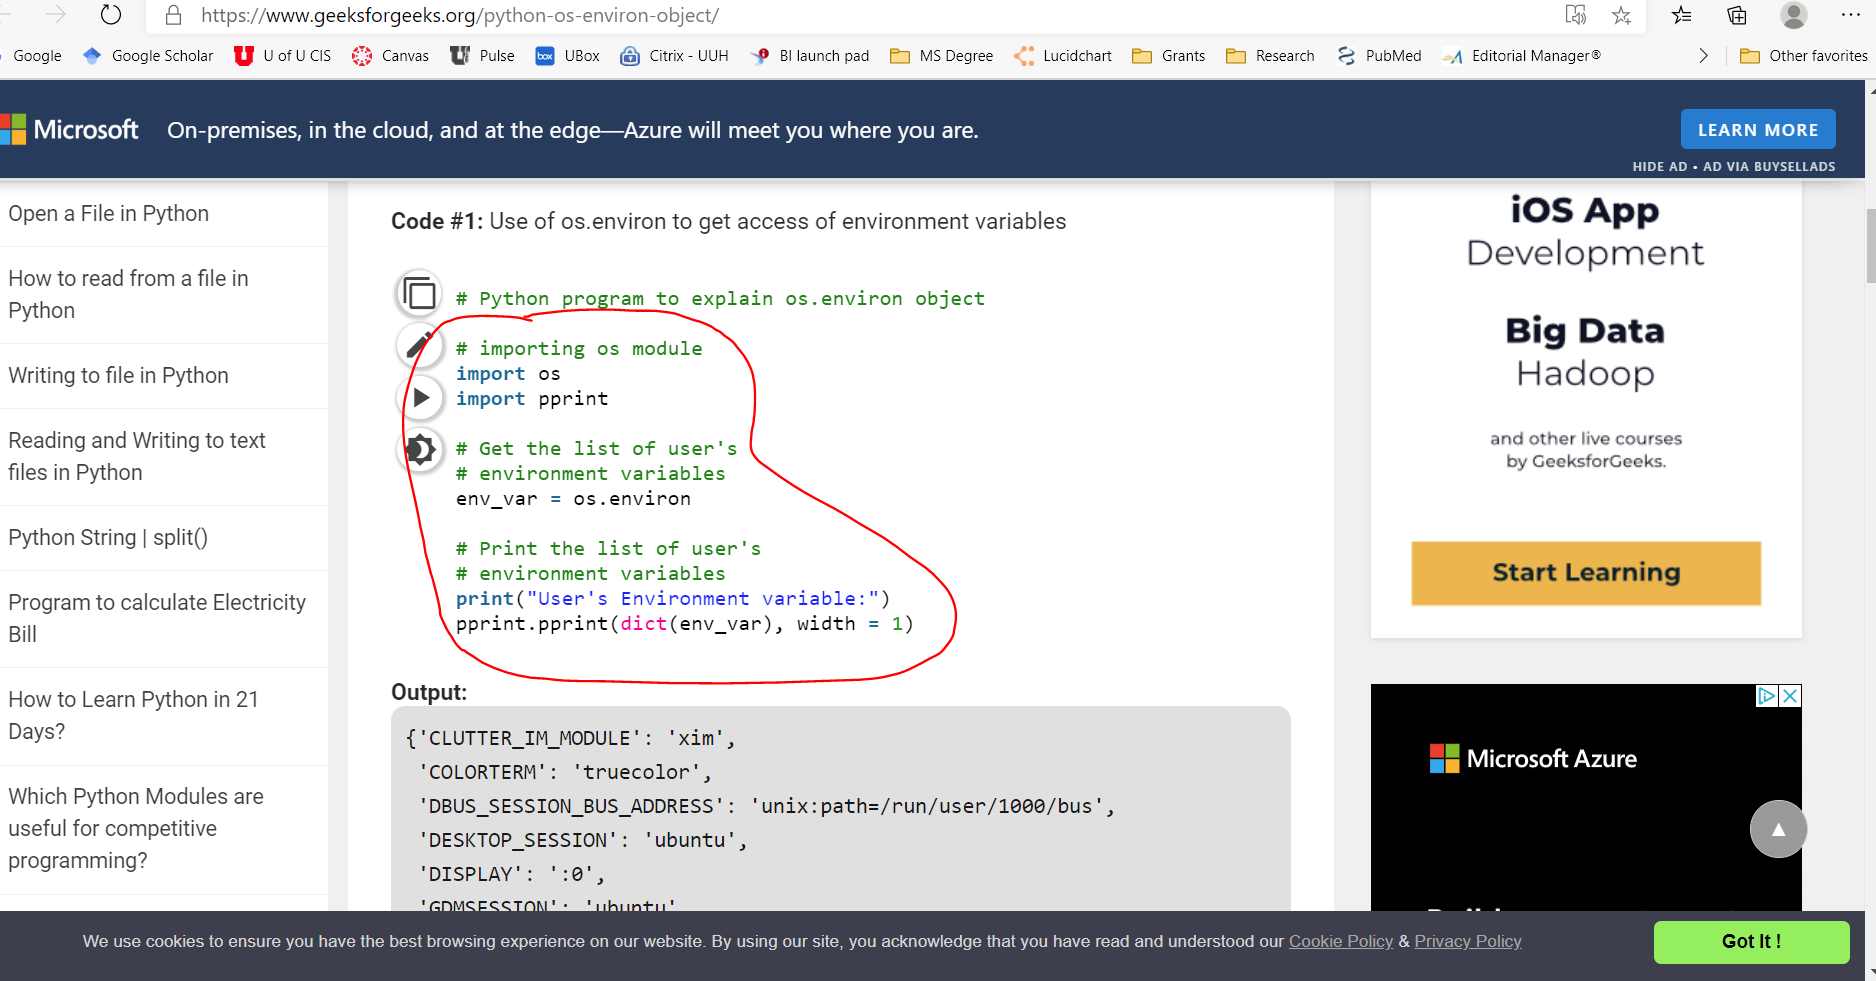 https://www.geeksforgeeks.org/python-os-environ-object/
Google
Google Scholar
U of U CIS
Canvas
Pulse
box
UBox
Citrix - UUH
BI launch pad
MS Degree
Lucidchart
Grants
Research
PubMed
Editorial Manager®
Other favorites
Microsoft
On-premises, in the cloud, and at the edge—Azure will meet you where you are.
LEARN MORE
HIDE AD • AD VIA BUYSELLADS
Open a File in Python
How to read from a file in
Python
Writing to file in Python
Reading and Writing to text
files in Python
Python String | split()
Program to calculate Electricity
Bill
How to Learn Python in 21
Days?
Which Python Modules are
useful for competitive
programming?
Code #1: Use of os.environ to get access of environment variables
# Python program to explain os.environ object
# importing os module
import os
import pprint
# Get the list of user's
# environment variables
env_var = os.environ
# Print the list of user's
# environment variables
print("User's Environment variable:")
pprint.pprint(dict(env_var), width = 1)
Output:
{'CLUTTER_IM_MODULE': 'xim',
'COLORTERM': 'truecolor',
'DBUS_SESSION_BUS_ADDRESS': 'unix:path=/run/user/1000/bus',
'DESKTOP_SESSION': 'ubuntu',
'DISPLAY': ':0',
'GDMSESSION': 'ubuntu'
iOS App
Development
Big Data
Hadoop
and other live courses
by GeeksforGeeks.
Start Learning
Microsoft Azure
We use cookies to ensure you have the best browsing experience on our website. By using our site, you acknowledge that you have read and understood our Cookie Policy & Privacy Policy
Got It !